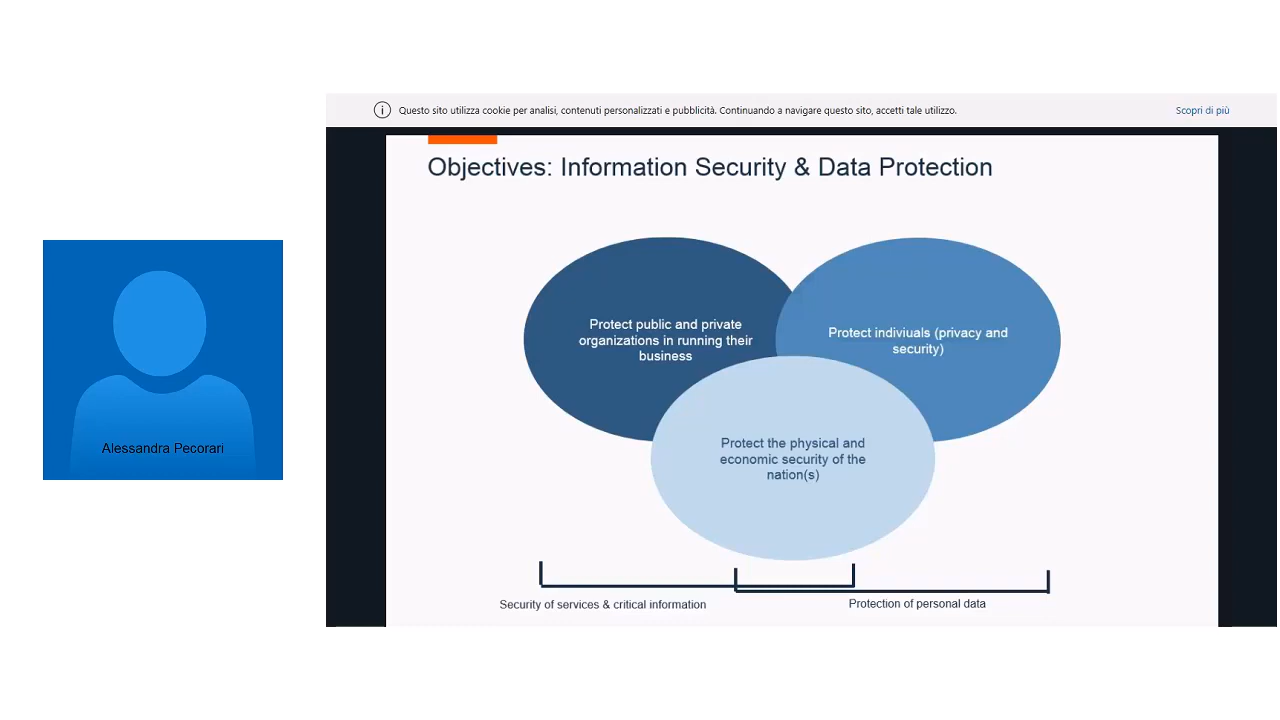 Questo sito utilizza cookie per analisi, contenuti personalizzati e pubblicità. Continuando a navigare questo sito, accetti tale utilizzo.
Scopri di più
Objectives: Information Security & Data Protection
Protect public and private
organizations in running their
business
Protect indiviuals (privacy and
security)
Protect the physical and
economic security of the
nation(s)
Alessandra Pecorari
Security of services & critical information
Protection of personal data